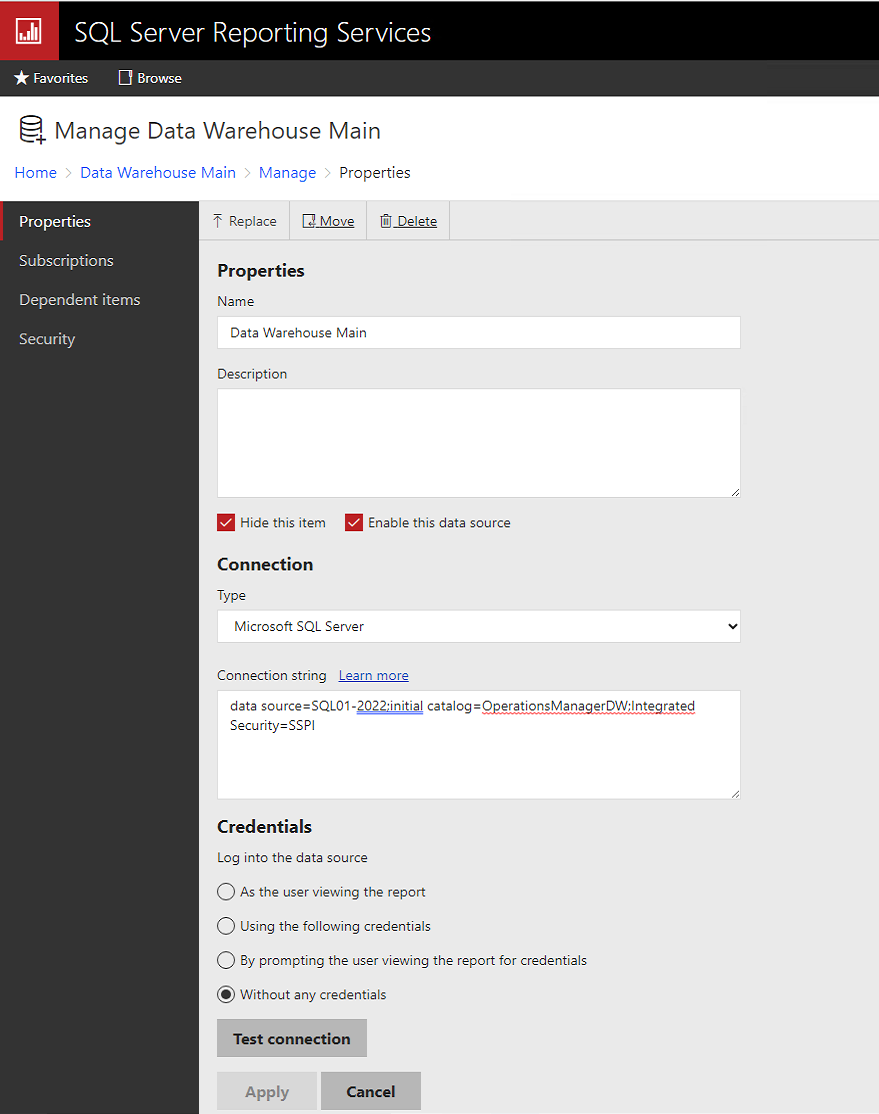 SQL Server Reporting Services
Favorites Browse
Manage Data Warehouse Main
Home > Data Warehouse Main > Manage > Properties
Properties
Subscriptions
Dependent items
Security
Replace Move Delete
Properties
Name
Data Warehouse Main
Description
Hide this item Enable this data source
Connection
Type
Microsoft SQL Server
Connection string Learn more
data source=SQL01-2022;initial catalog=OperationsManagerDW;Integrated
Security=SSPI
Credentials
Log into the data source
As the user viewing the report
Using the following credentials
By prompting the user viewing the report for credentials
Without any credentials
Test connection
Apply Cancel